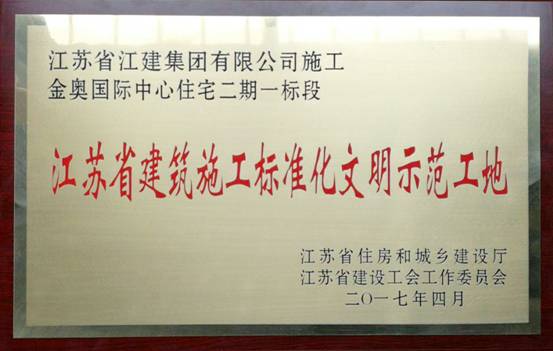 江苏省江建集团有限公司施工
金奥国际中心住宅二期一标段
江苏省建筑施工标准化文明示范工地
江苏省住房和城乡建设厅
江苏省建设工会工作委员会
二〇一七年四月